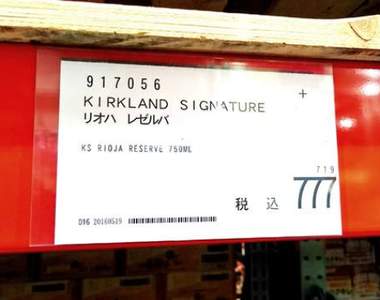 917056
+
KIRKLAND SIGNATURE
リオハ レゼルバ
KS RIOJA RESERVE 750ML
719
税込 777
D16 20160519